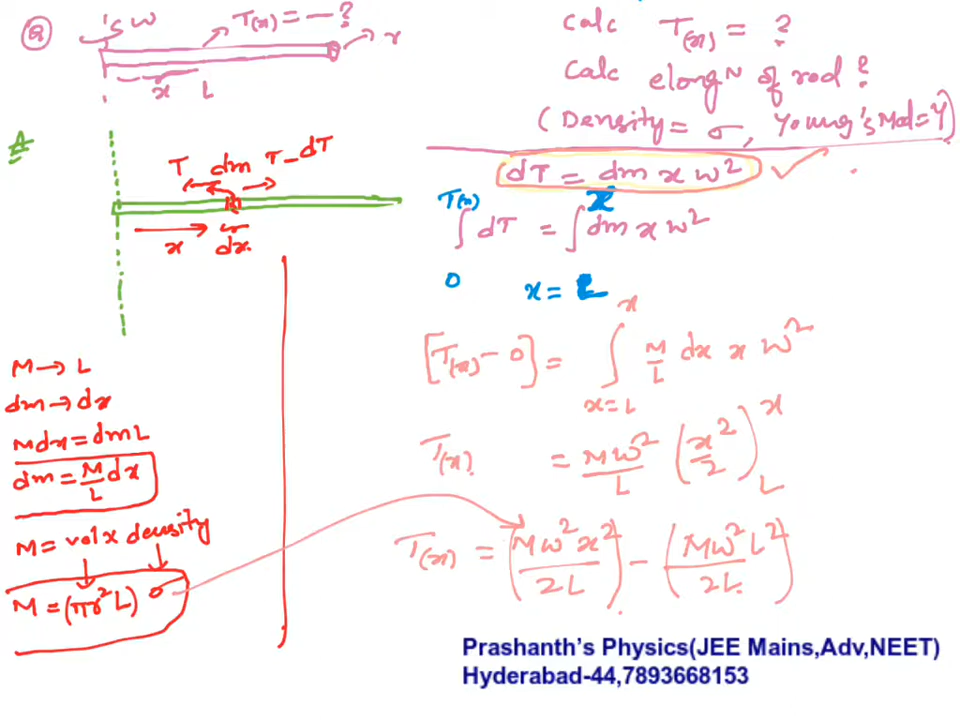 Q 's ω T(x) = —?
→ r
x L
calc T(x) = ?
calc elongN of rod?
(Density = σ, Young's Mod = Y)
A
T dm T-dT
x dx
dT = dm x ω² ✓
T(x) x
∫ dT = ∫ dm x ω²
0 x = L
M → L
dm → dx
Mdx = dmL
dm = M/L dx
M = vol x density
M = (πr²L) σ
x
[T(x) - 0] = ∫ M/L dx x ω²
x = L
T(x) = Mω²/L (x²/2) x L
T(x) = (Mω²x²/2L) - (Mω²L²/2L)
Prashanth's Physics(JEE Mains,Adv,NEET)
Hyderabad-44,7893668153